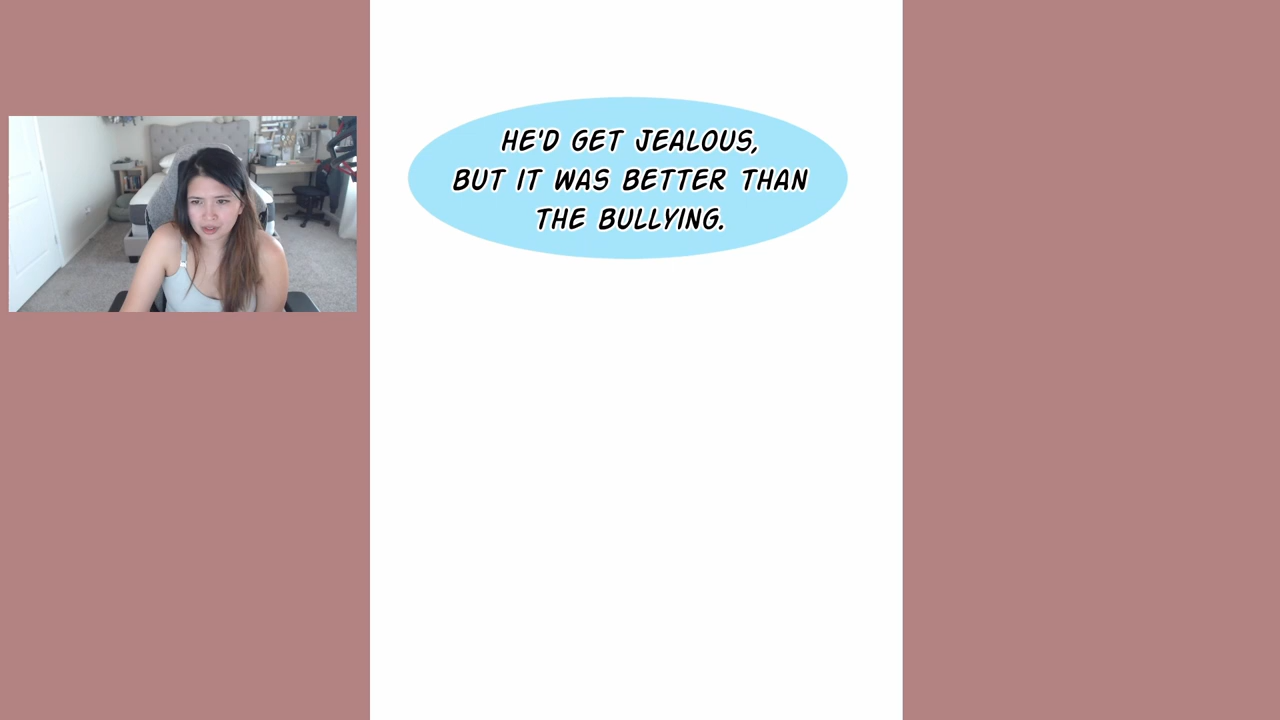 HE'D GET JEALOUS,
BUT IT WAS BETTER THAN
THE BULLYING.